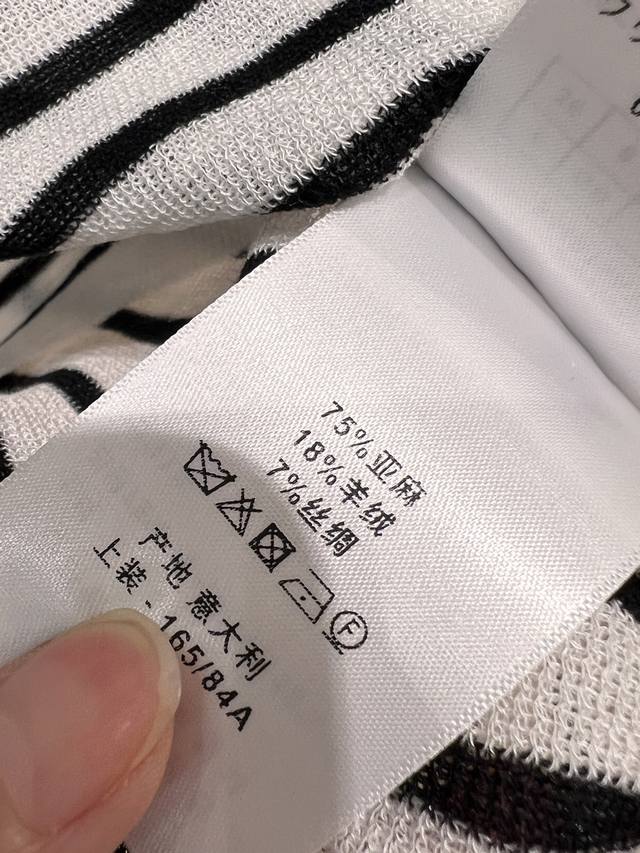 75%亚麻
18%羊绒
7%丝绸
F
产地 意大利
上装-165/84A